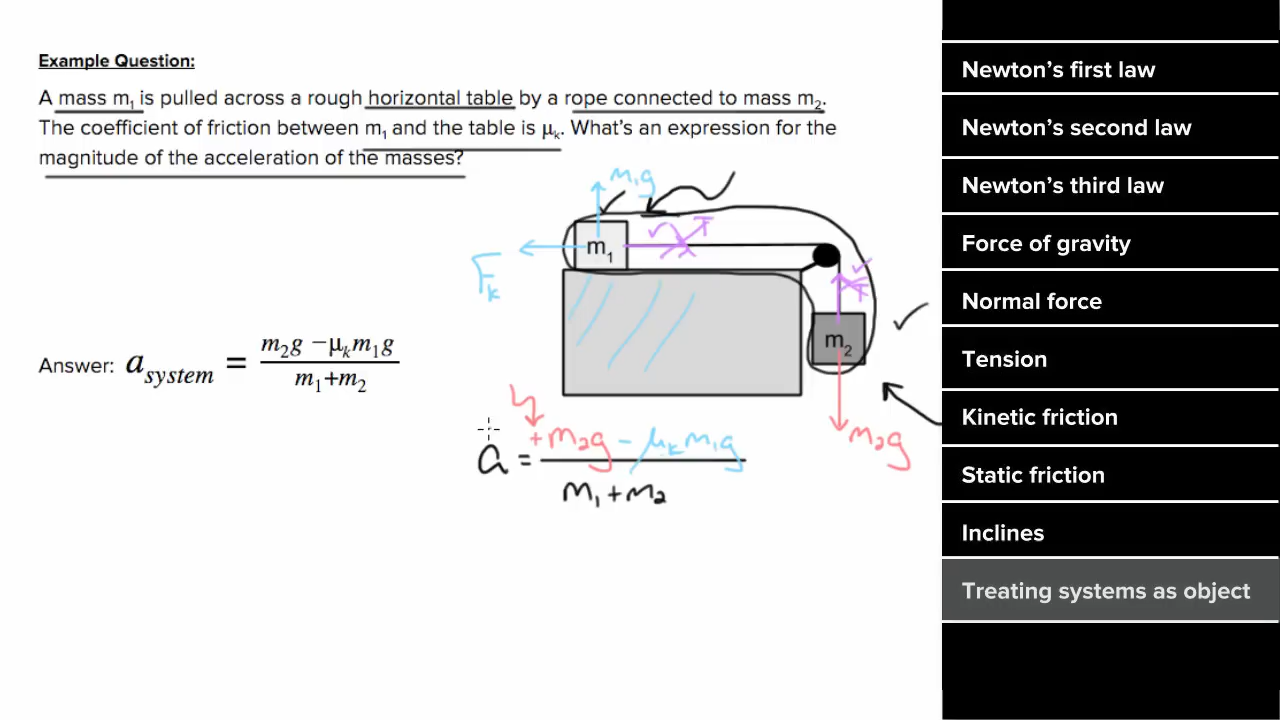 Example Question:
A mass m₁ is pulled across a rough horizontal table by a rope connected to mass m₂.
The coefficient of friction between m₁ and the table is μₖ. What's an expression for the
magnitude of the acceleration of the masses?
m₁g
T
m₁
Fₖ
T
m₂
Answer: a_system = (m₂g − μₖm₁g) / (m₁+m₂)
m₂g
a = (+m₂g − μₖm₁g) / (m₁+m₂)
Newton's first law
Newton's second law
Newton's third law
Force of gravity
Normal force
Tension
Kinetic friction
Static friction
Inclines
Treating systems as object